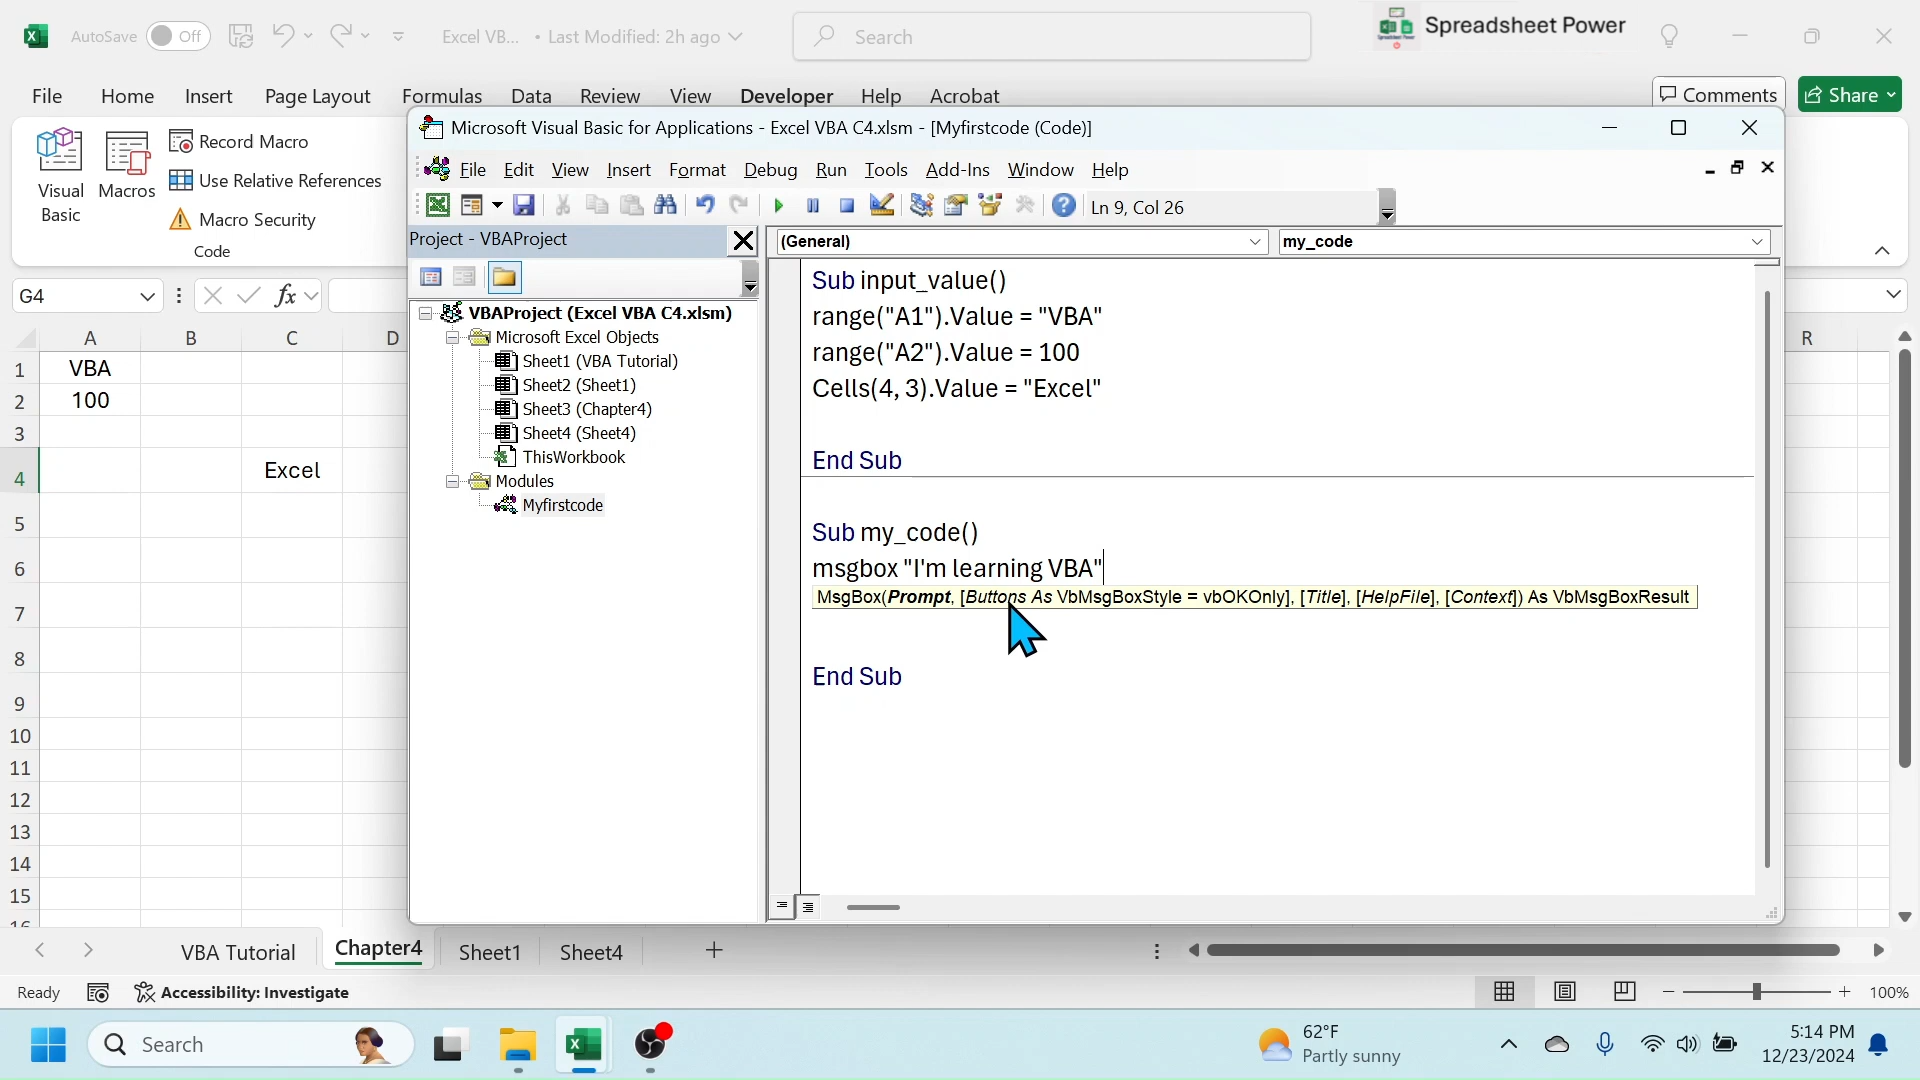 AutoSave Off Excel VB... • Last Modified: 2h ago Search Spreadsheet Power
File Home Insert Page Layout Formulas Data Review View Developer Help Acrobat Comments Share
Visual Basic
Macros
Record Macro
Use Relative References
Macro Security
Code
G4 fx
A B C D R
1 VBA
2 100
3
4 Excel
5
6
7
8
9
10
11
12
13
14
15
16
Microsoft Visual Basic for Applications - Excel VBA C4.xlsm - [Myfirstcode (Code)]
File Edit View Insert Format Debug Run Tools Add-Ins Window Help
Ln 9, Col 26
Project - VBAProject
VBAProject (Excel VBA C4.xlsm)
Microsoft Excel Objects
Sheet1 (VBA Tutorial)
Sheet2 (Sheet1)
Sheet3 (Chapter4)
Sheet4 (Sheet4)
ThisWorkbook
Modules
Myfirstcode
(General) my_code
Sub input_value()
range("A1").Value = "VBA"
range("A2").Value = 100
Cells(4, 3).Value = "Excel"
End Sub
Sub my_code()
msgbox "I'm learning VBA"
MsgBox(Prompt, [Buttons As VbMsgBoxStyle = vbOKOnly], [Title], [HelpFile], [Context]) As VbMsgBoxResult
End Sub
VBA Tutorial Chapter4 Sheet1 Sheet4
Ready Accessibility: Investigate 100%
Search 62°F 5:14 PM
Partly sunny 12/23/2024